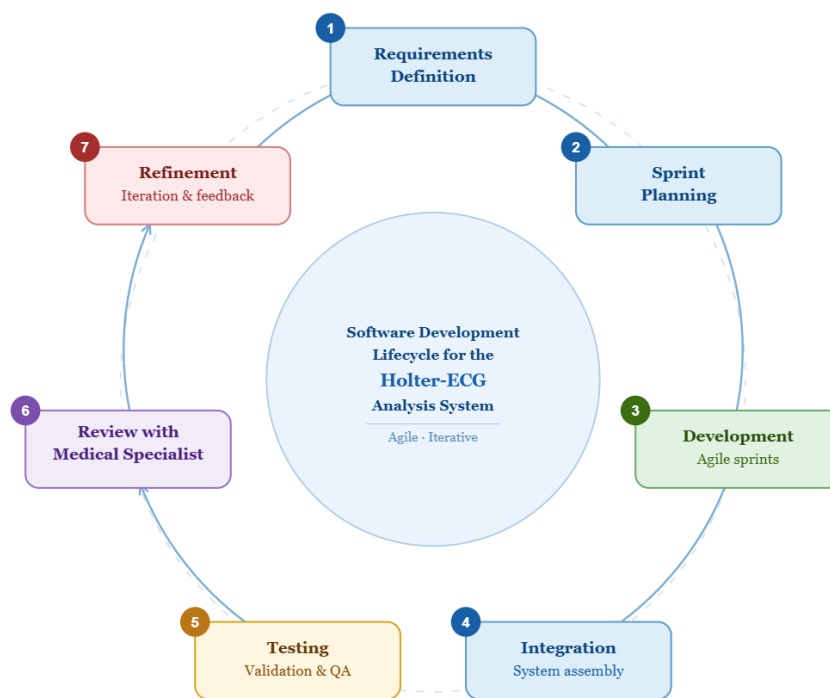 1
Requirements
Definition
2
Sprint
Planning
3
Development
Agile sprints
4
Integration
System assembly
5
Testing
Validation & QA
6
Review with
Medical Specialist
7
Refinement
Iteration & feedback
Software Development
Lifecycle for the
Holter-ECG
Analysis System
Agile · Iterative